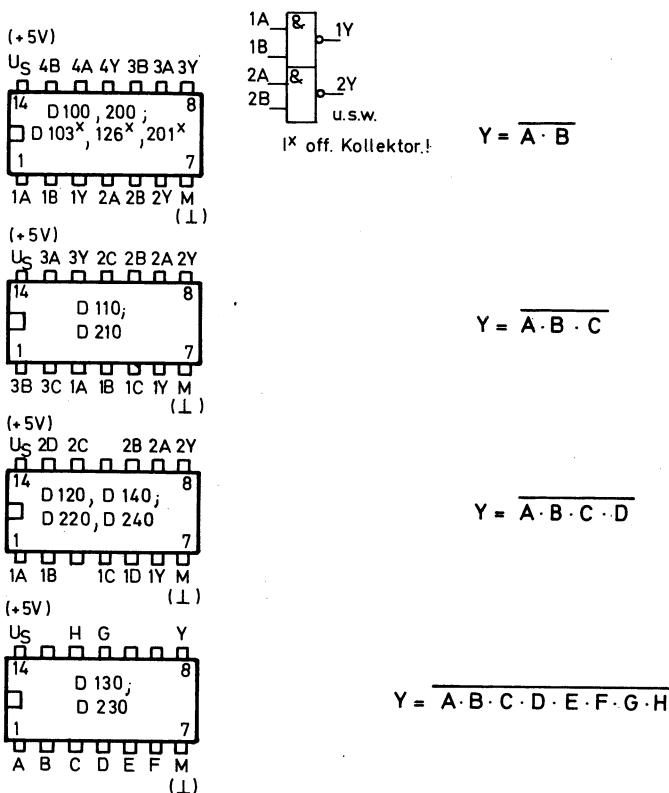 (+5V)
US 4B 4A 4Y 3B 3A 3Y
14 8
D100, 200;
D 103x, 126x, 201x
1 7
1A 1B 1Y 2A 2B 2Y M
(⊥)
1A & 1Y
1B
2A & 2Y
2B
u.s.w.
Ix off. Kollektor.!
Y = A · B
(+5V)
US 3A 3Y 2C 2B 2A 2Y
14 8
D 110;
D 210
1 7
3B 3C 1A 1B 1C 1Y M
(⊥)
Y = A · B · C
(+5V)
US 2D 2C 2B 2A 2Y
14 8
D 120, D 140;
D 220, D 240
1 7
1A 1B 1C 1D 1Y M
(⊥)
Y = A · B · C · D
(+5V)
US H G Y
14 8
D 130;
D 230
1 7
A B C D E F M
(⊥)
Y = A · B · C · D · E · F · G · H